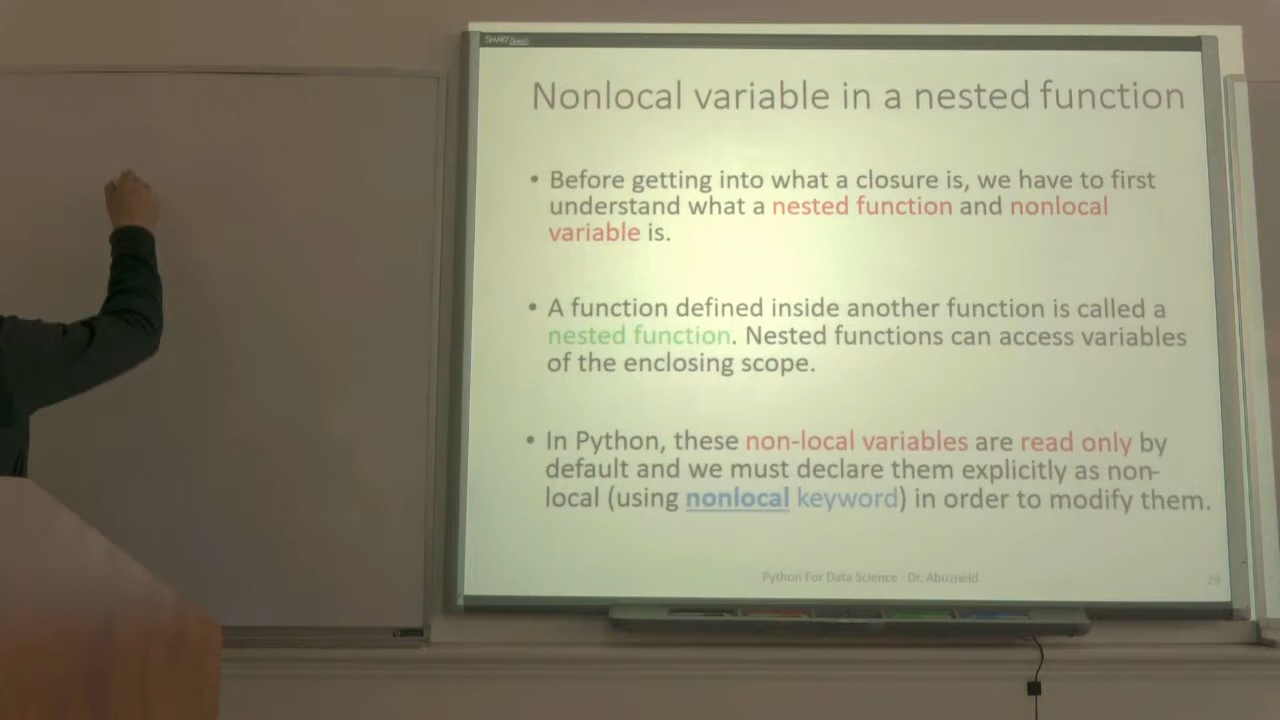 SMART Board
Nonlocal variable in a nested function
• Before getting into what a closure is, we have to first
understand what a nested function and nonlocal
variable is.
• A function defined inside another function is called a
nested function. Nested functions can access variables
of the enclosing scope.
• In Python, these non-local variables are read only by
default and we must declare them explicitly as non-
local (using nonlocal keyword) in order to modify them.
Python For Data Science - Dr. Abuzneid
29